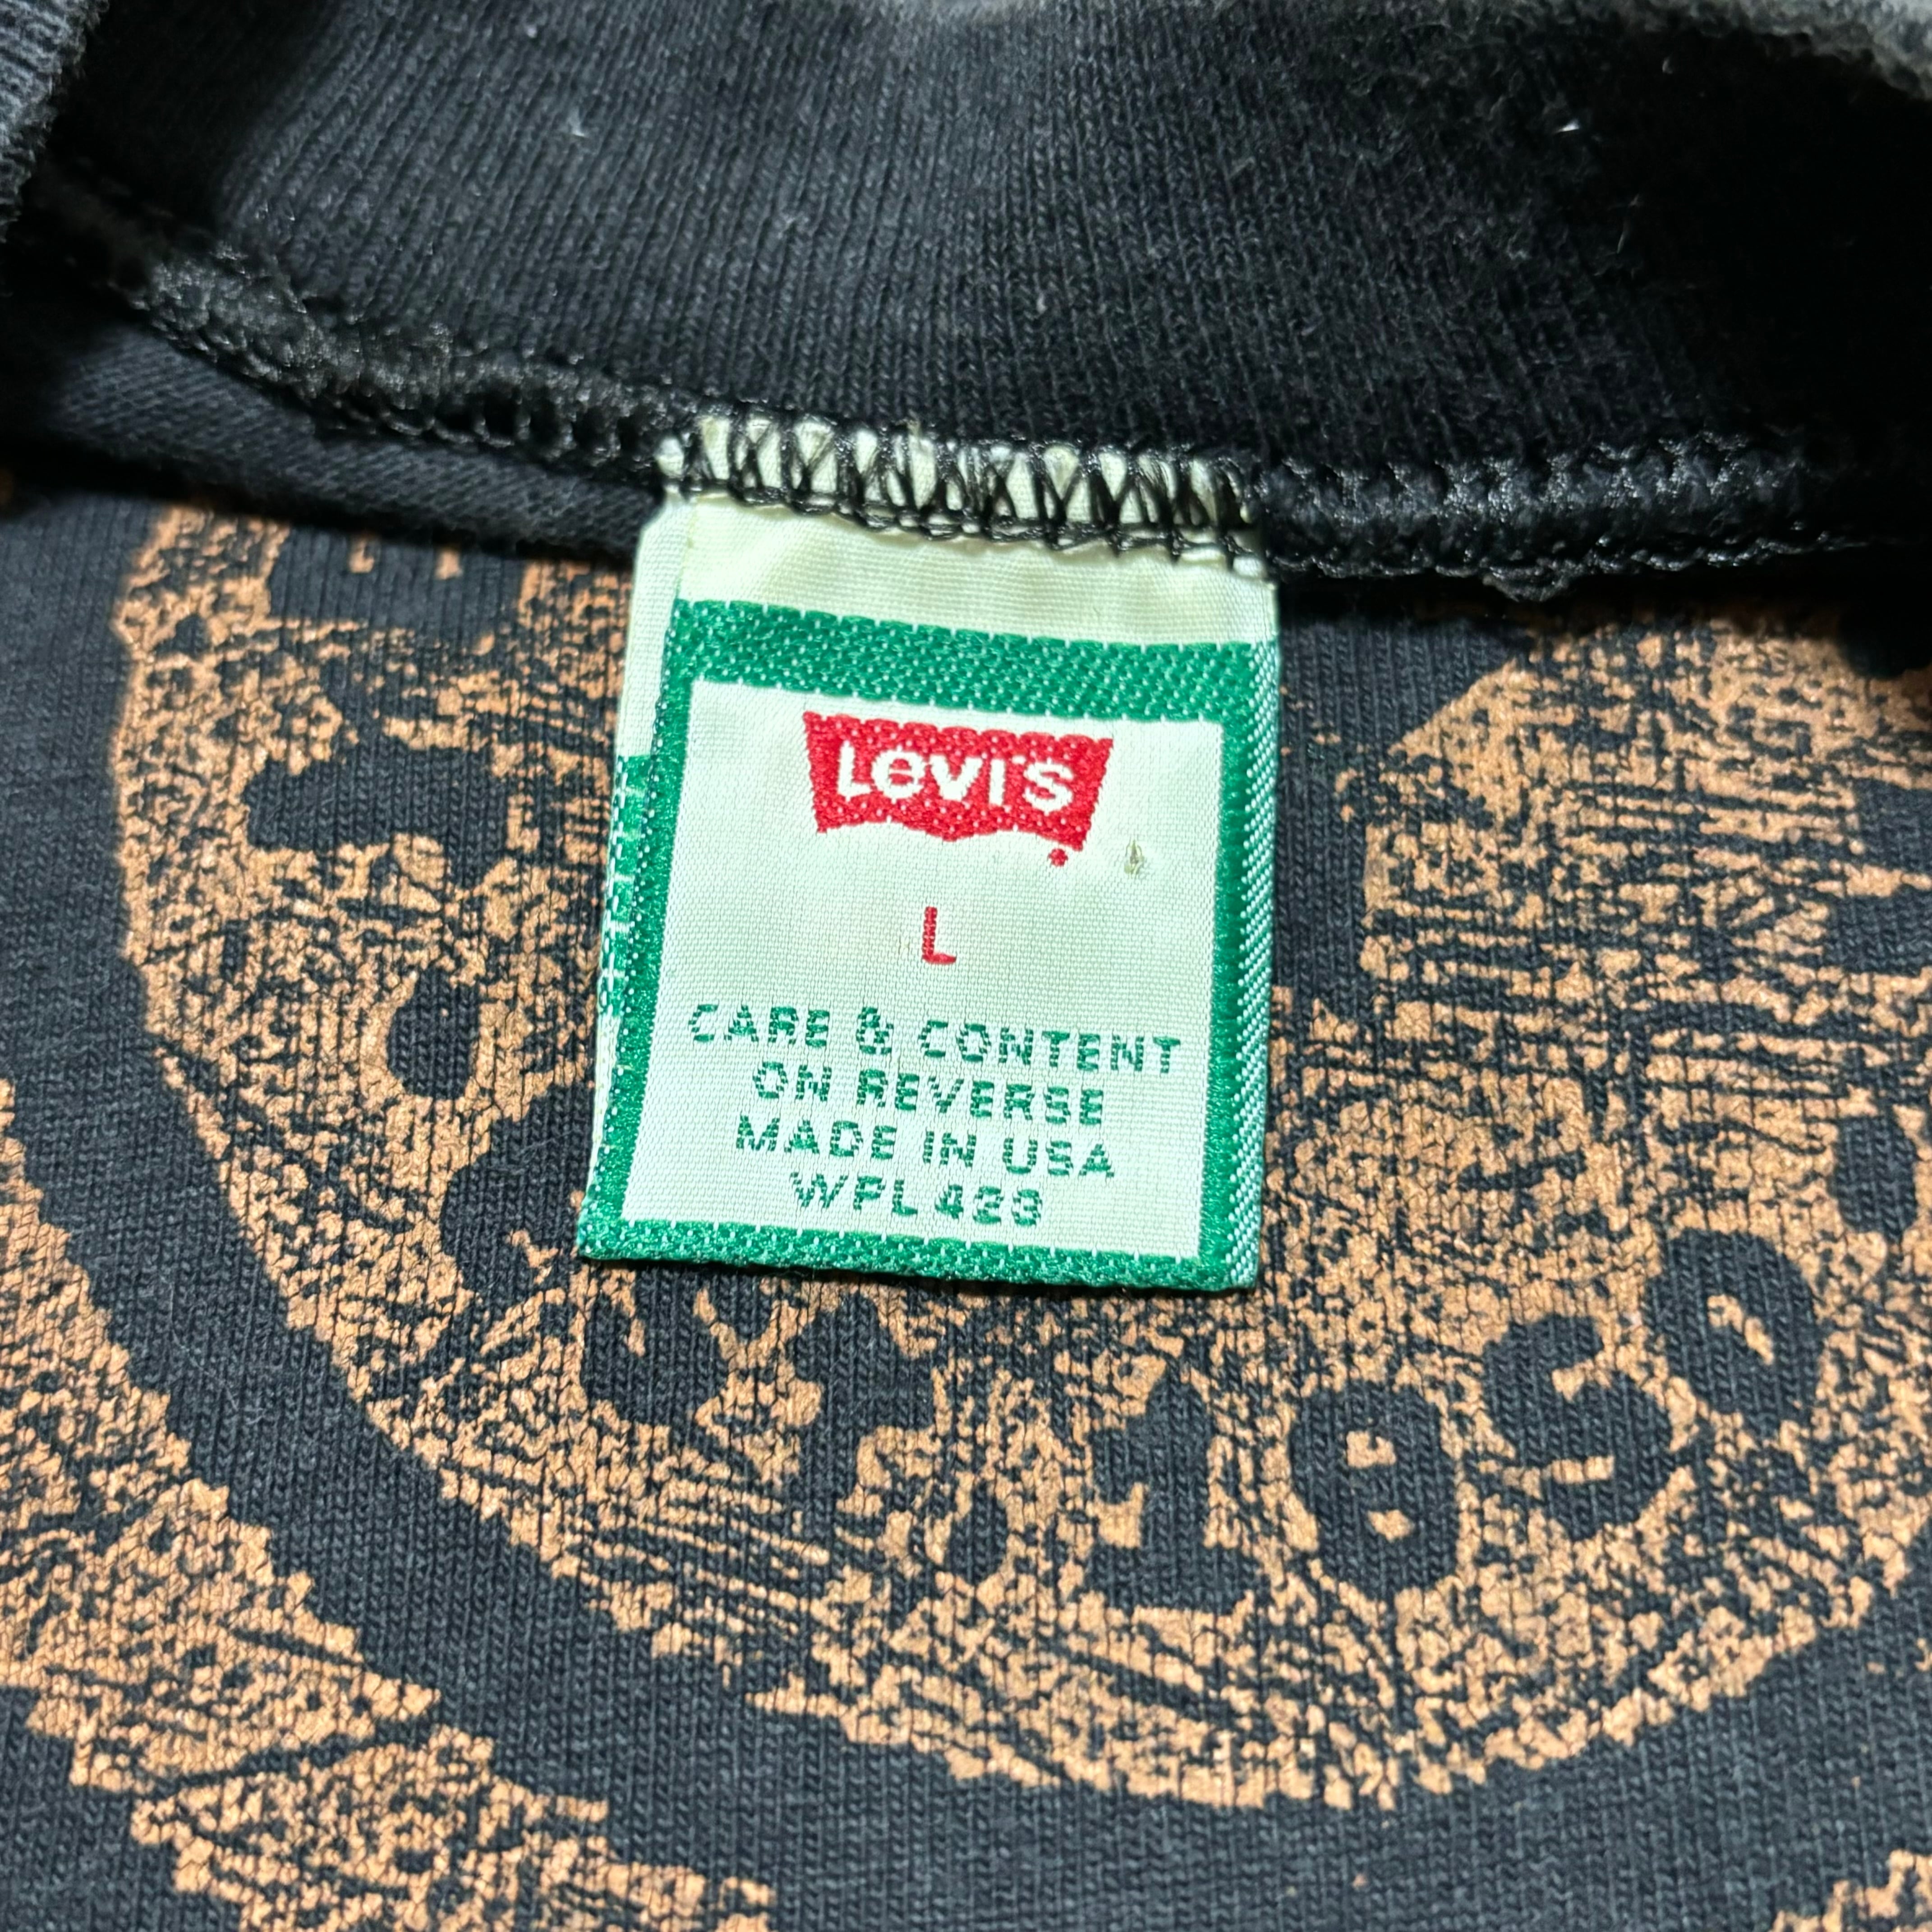 Levi's
L
CARE & CONTENT
ON REVERSE
MADE IN USA
WPL 423